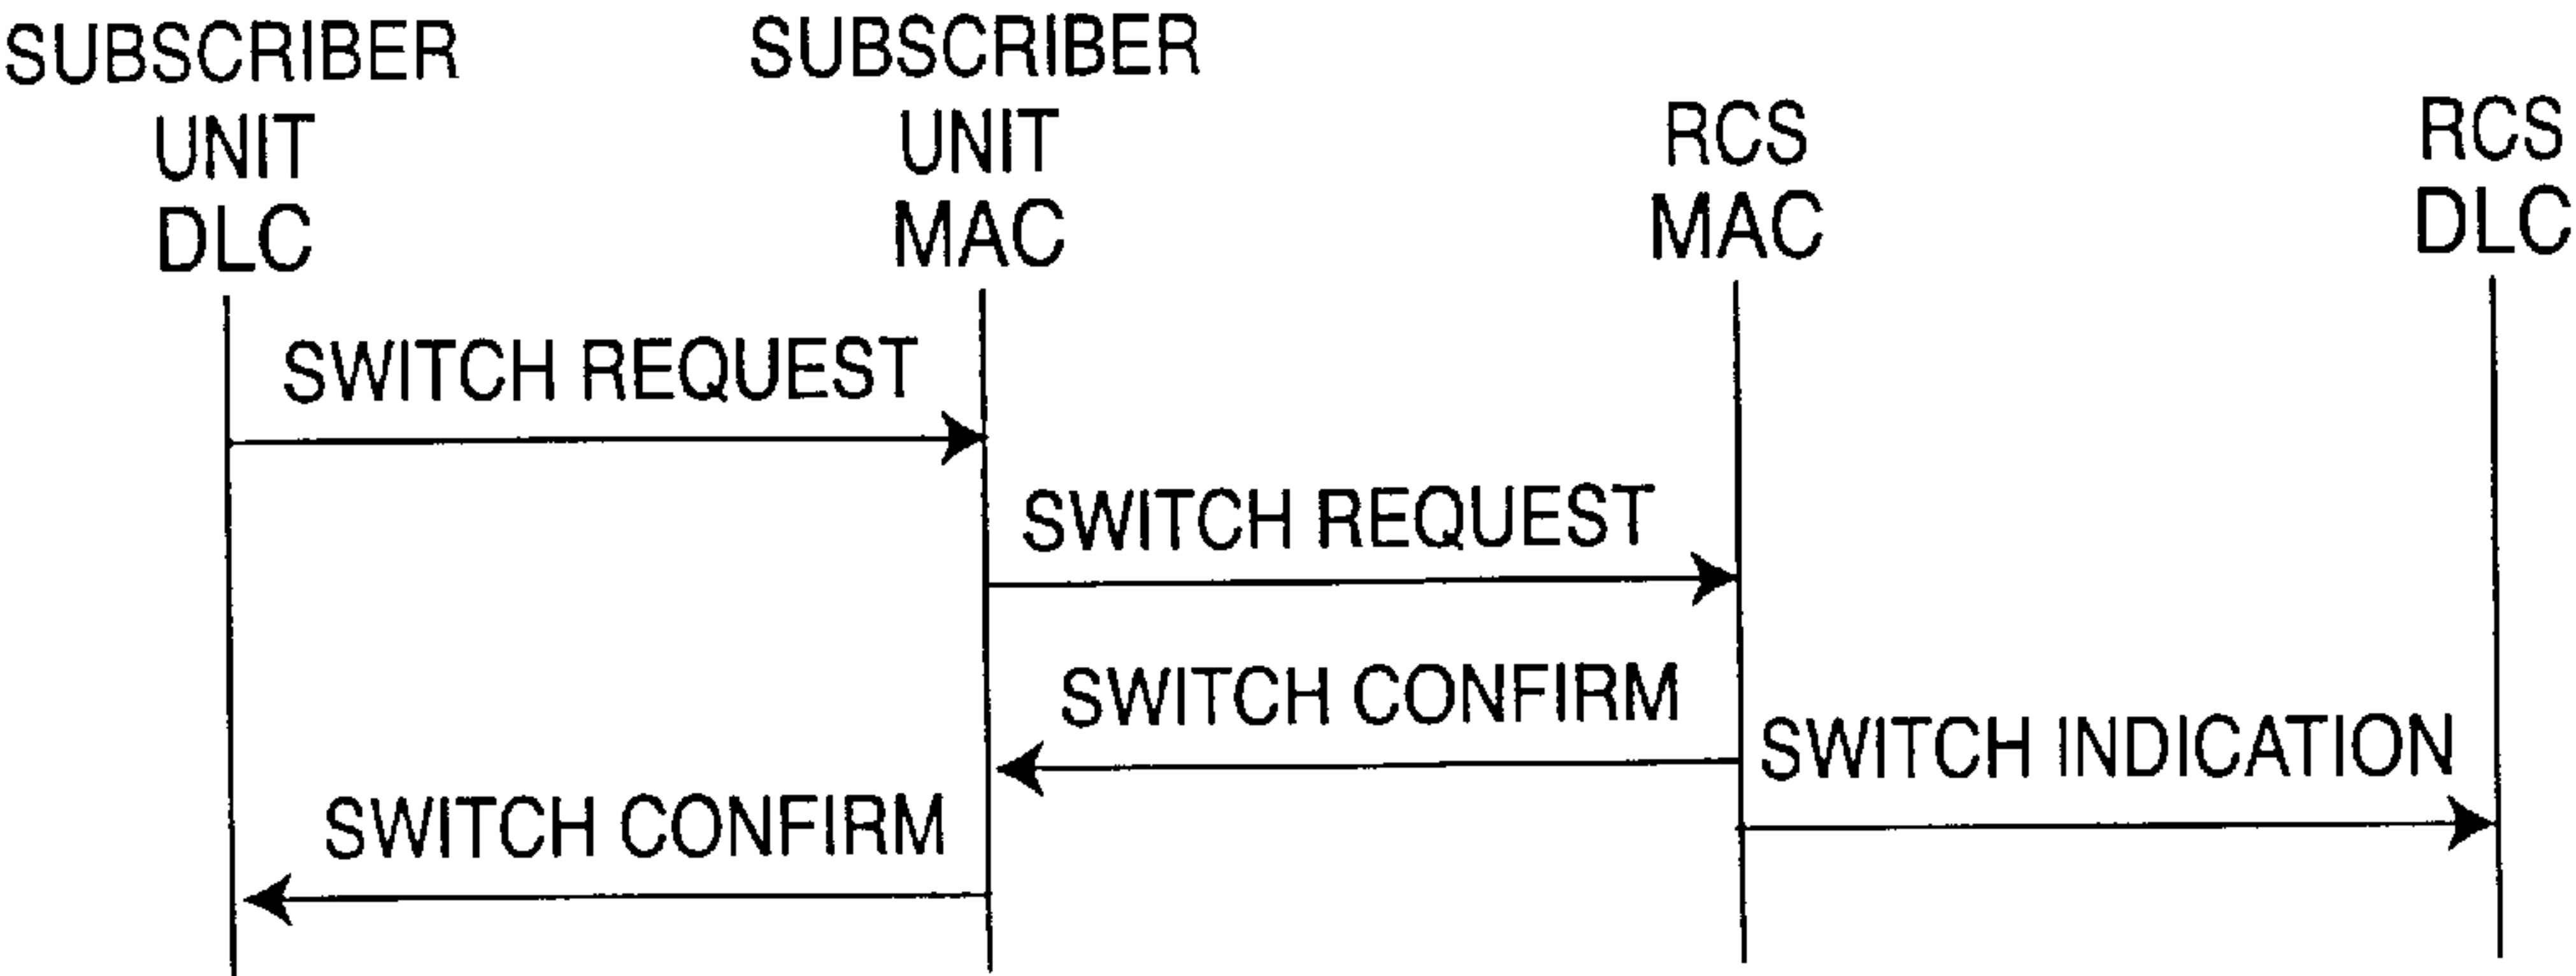 SUBSCRIBER
UNIT
DLC
SUBSCRIBER
UNIT
MAC
RCS
MAC
RCS
DLC
SWITCH REQUEST
SWITCH REQUEST
SWITCH CONFIRM
SWITCH INDICATION
SWITCH CONFIRM